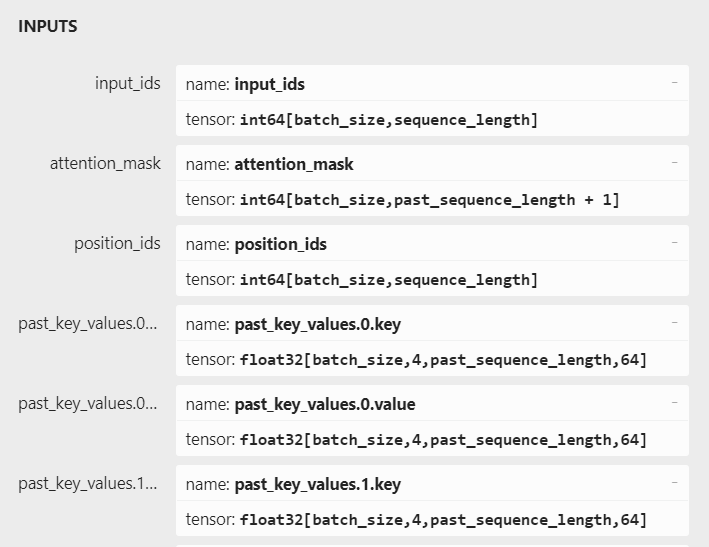 INPUTS
input_ids name: input_ids -
tensor: int64[batch_size,sequence_length]
attention_mask name: attention_mask -
tensor: int64[batch_size,past_sequence_length + 1]
position_ids name: position_ids -
tensor: int64[batch_size,sequence_length]
past_key_values.0... name: past_key_values.0.key -
tensor: float32[batch_size,4,past_sequence_length,64]
past_key_values.0... name: past_key_values.0.value -
tensor: float32[batch_size,4,past_sequence_length,64]
past_key_values.1... name: past_key_values.1.key -
tensor: float32[batch_size,4,past_sequence_length,64]